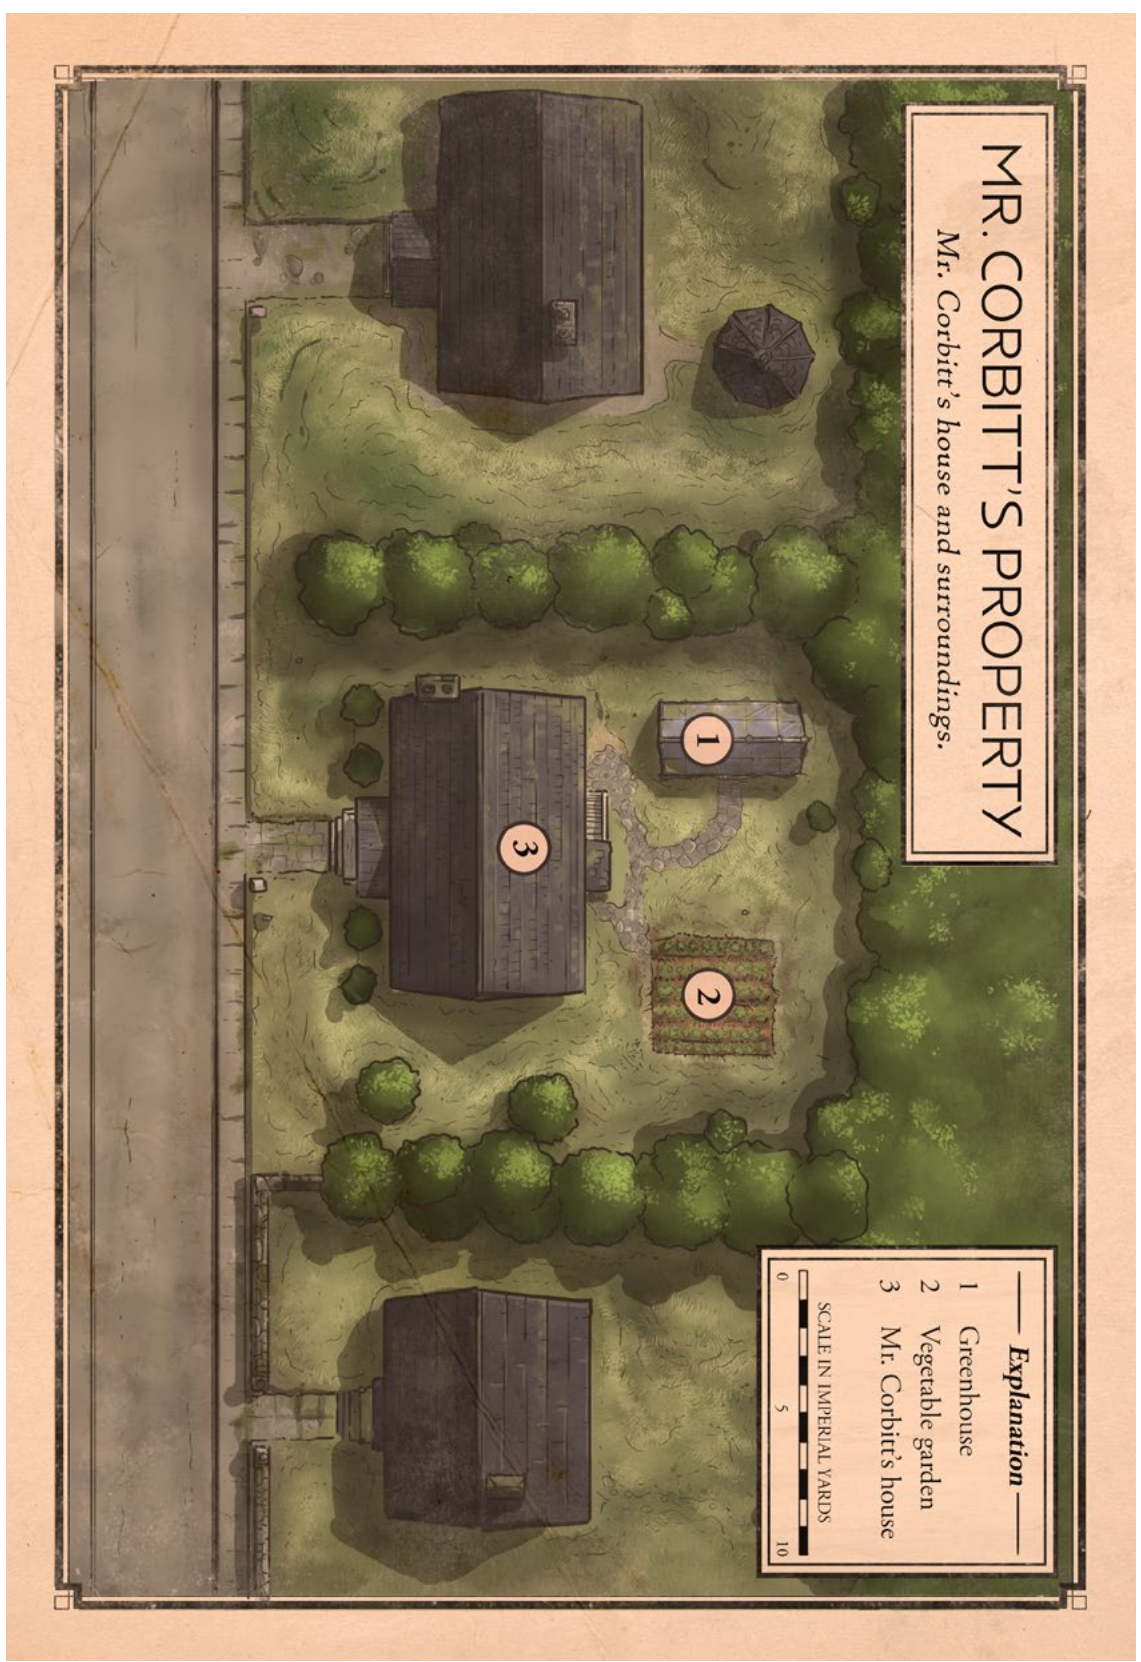 MR. CORBITT'S PROPERTY
Mr. Corbitt's house and surroundings.
1
2
3
Explanation
1 Greenhouse
2 Vegetable garden
3 Mr. Corbitt's house
SCALE IN IMPERIAL YARDS
0 5 10